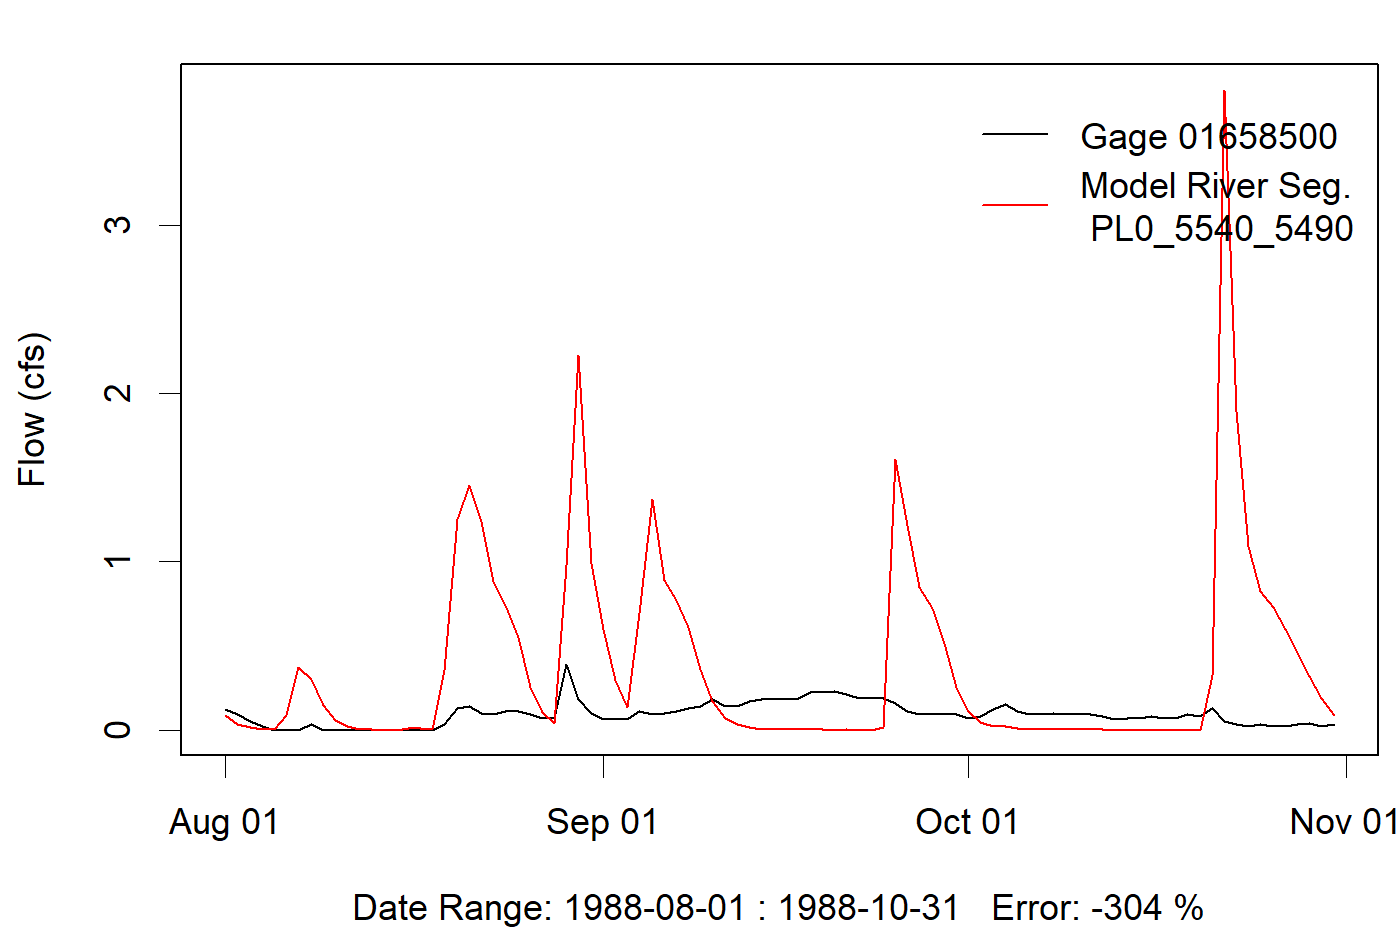 Gage 01658500
Model River Seg.
PL0_5540_5490
Flow (cfs)
3
2
1
0
Aug 01 Sep 01 Oct 01 Nov 01
Date Range: 1988-08-01 : 1988-10-31 Error: -304 %